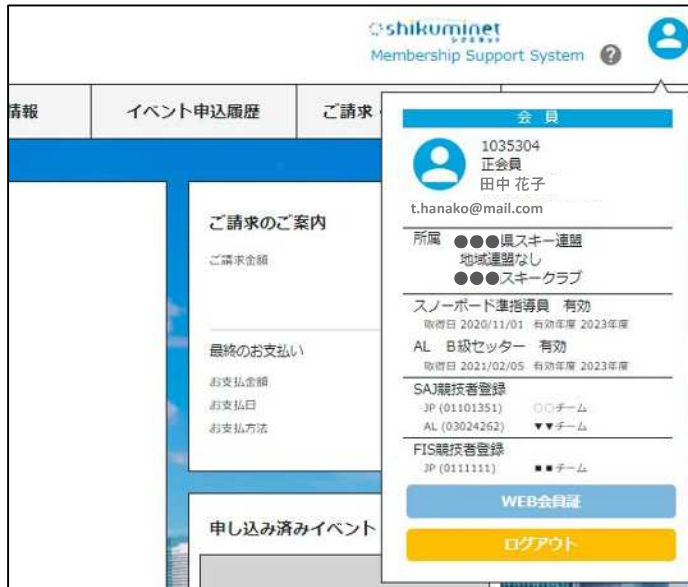 shikuminet
シクミネット
Membership Support System ?
情報
イベント申込履歴
ご請求・
会 員
1035304
正会員
田中 花子
t.hanako@mail.com
所属 ●●●県スキー連盟
地域連盟なし
●●●スキークラブ
スノーボード準指導員 有効
取得日 2020/11/01 有効年度 2023年度
AL B級セッター 有効
取得日 2021/02/05 有効年度 2023年度
SAJ競技者登録
JP (01101351) ○○チーム
AL (03024262) ▼▼チーム
FIS競技者登録
JP (0111111) ■■チーム
WEB会員証
ログアウト
ご請求のご案内
ご請求金額
最終のお支払い
お支払金額
お支払日
お支払方法
申し込み済みイベント